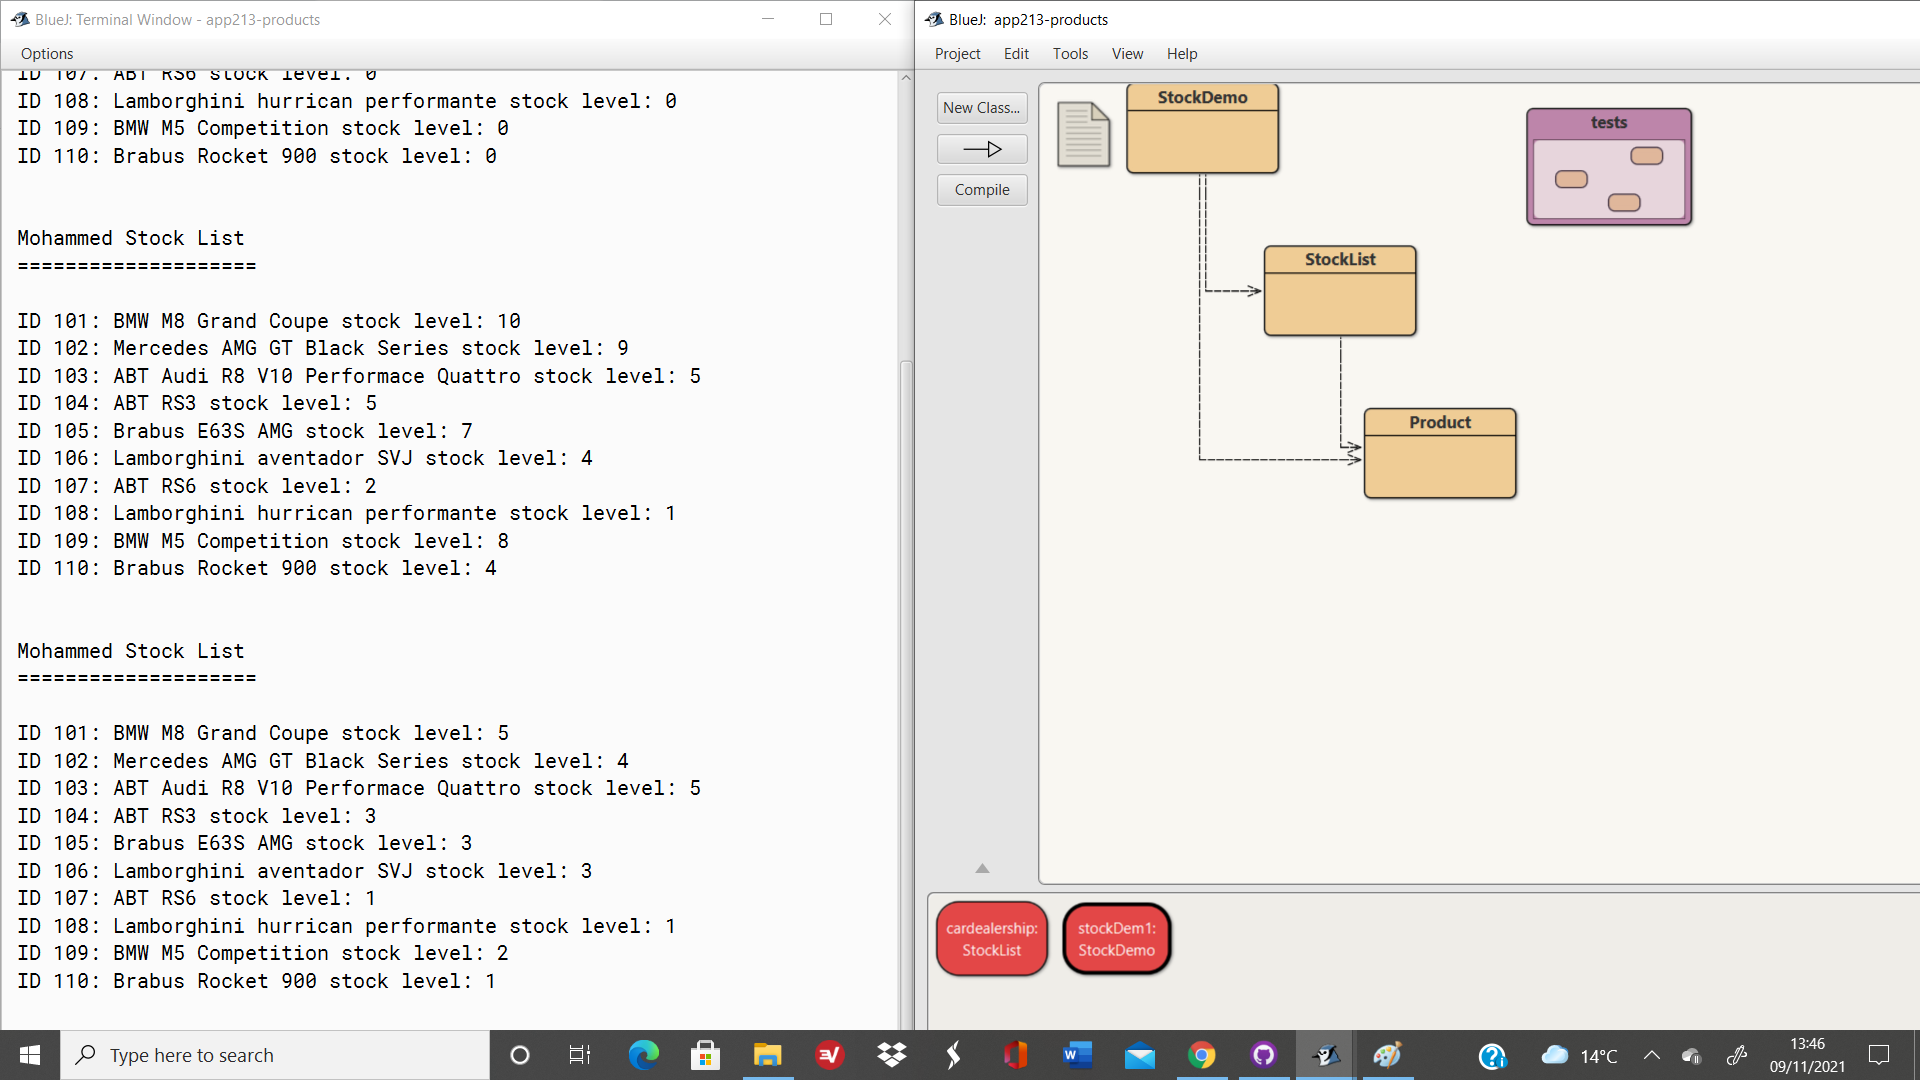 BlueJ: Terminal Window - app213-products
Options
ID 107: ABT RS6 stock level: 0
ID 108: Lamborghini hurrican performante stock level: 0
ID 109: BMW M5 Competition stock level: 0
ID 110: Brabus Rocket 900 stock level: 0
Mohammed Stock List
====================
ID 101: BMW M8 Grand Coupe stock level: 10
ID 102: Mercedes AMG GT Black Series stock level: 9
ID 103: ABT Audi R8 V10 Performace Quattro stock level: 5
ID 104: ABT RS3 stock level: 5
ID 105: Brabus E63S AMG stock level: 7
ID 106: Lamborghini aventador SVJ stock level: 4
ID 107: ABT RS6 stock level: 2
ID 108: Lamborghini hurrican performante stock level: 1
ID 109: BMW M5 Competition stock level: 8
ID 110: Brabus Rocket 900 stock level: 4
Mohammed Stock List
====================
ID 101: BMW M8 Grand Coupe stock level: 5
ID 102: Mercedes AMG GT Black Series stock level: 4
ID 103: ABT Audi R8 V10 Performace Quattro stock level: 5
ID 104: ABT RS3 stock level: 3
ID 105: Brabus E63S AMG stock level: 3
ID 106: Lamborghini aventador SVJ stock level: 3
ID 107: ABT RS6 stock level: 1
ID 108: Lamborghini hurrican performante stock level: 1
ID 109: BMW M5 Competition stock level: 2
ID 110: Brabus Rocket 900 stock level: 1
BlueJ: app213-products
Project Edit Tools View Help
New Class...
Compile
StockDemo
tests
StockList
Product
cardealership:
StockList
stockDem1:
StockDemo
Type here to search
14°C
13:46
09/11/2021